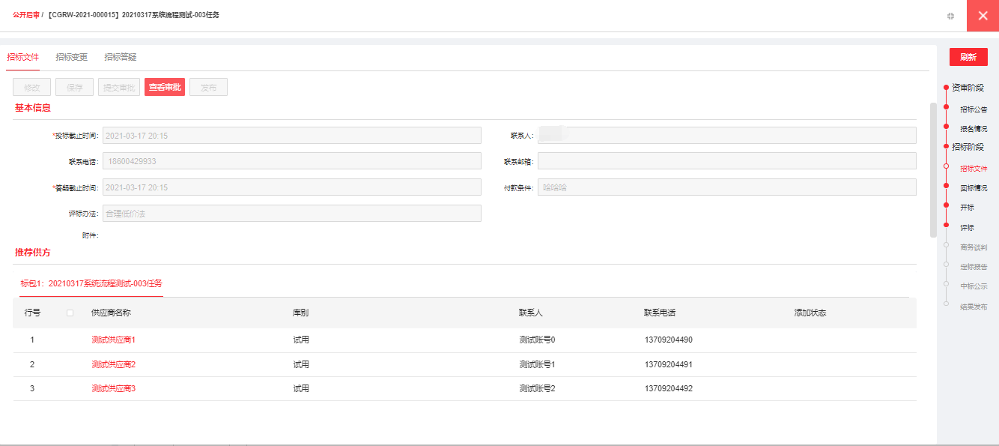 公开后审 / 【CGRW-2021-000015】20210317系统流程测试-003任务
招标文件 招标变更 招标答疑
修改 保存 提交审批 查看审批 发布
基本信息
*投标截止时间: 2021-03-17 20:15 联系人:
联系电话: 18600429933 联系邮箱:
*答疑截止时间: 2021-03-17 20:15 付款条件: 哈哈哈
评标办法: 合理低价法
附件:
推荐供方
标包1: 20210317系统流程测试-003任务
行号 供应商名称 库别 联系人 联系电话 添加状态
1 测试供应商1 试用 测试账号0 13709204490
2 测试供应商2 试用 测试账号1 13709204491
3 测试供应商3 试用 测试账号2 13709204492
刷新
资审阶段
招标公告
报名情况
招标阶段
招标文件
回标情况
开标
评标
商务谈判
定标报告
中标公示
结果发布